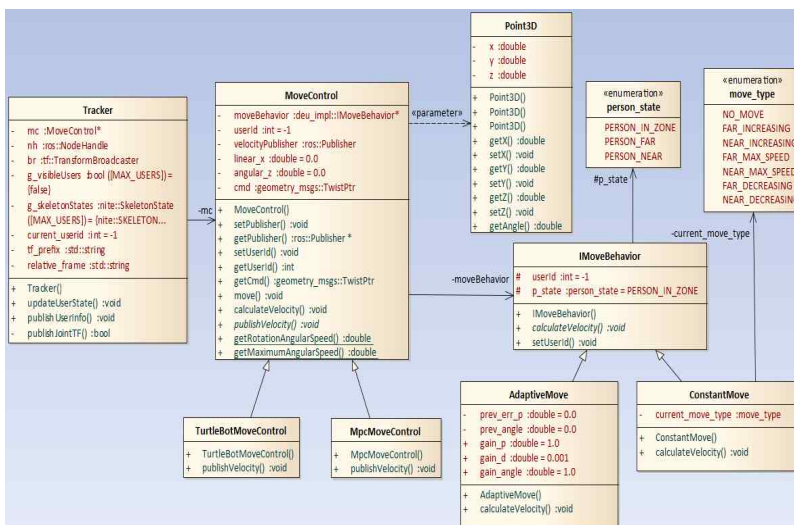 Tracker
- mc :MoveControl*
- nh :ros::NodeHandle
- br :tf::TransformBroadcaster
- g_visibleUsers :bool ([MAX_USERS]) =
{false}
- g_skeletonStates :nite::SkeletonState
([MAX_USERS]) = {nite::SKELETON...
- current_userid :int = -1
- tf_prefix :std::string
- relative_frame :std::string
+ Tracker()
+ updateUserState() :void
+ publishUserInfo() :void
- publishJointTF() :bool
-mc
MoveControl
- moveBehavior :deu_impl::IMoveBehavior*
- userId :int = -1
- velocityPublisher :ros::Publisher
- linear_x :double = 0.0
- angular_z :double = 0.0
- cmd :geometry_msgs::TwistPtr
+ MoveControl()
+ setPublisher() :void
+ getPublisher() :ros::Publisher *
+ setUserId() :void
+ getUserId() :int
+ getCmd() :geometry_msgs::TwistPtr
+ move() :void
+ calculateVelocity() :void
+ publishVelocity() :void
+ getRotationAngularSpeed() :double
+ getMaximumAngularSpeed() :double
«parameter»
Point3D
- x :double
- y :double
- z :double
+ Point3D()
+ Point3D()
+ Point3D()
+ getX() :double
+ setX() :void
+ getY() :double
+ setY() :void
+ getZ() :double
+ setZ() :void
+ getAngle() :double
«enumeration»
person_state
PERSON_IN_ZONE
PERSON_FAR
PERSON_NEAR
#p_state
«enumeration»
move_type
NO_MOVE
FAR_INCREASING
NEAR_INCREASING
FAR_MAX_SPEED
NEAR_MAX_SPEED
FAR_DECREASING
NEAR_DECREASING
-current_move_type
-moveBehavior
IMoveBehavior
# userId :int = -1
# p_state :person_state = PERSON_IN_ZONE
+ IMoveBehavior()
+ calculateVelocity() :void
+ setUserId() :void
TurtleBotMoveControl
+ TurtleBotMoveControl()
+ publishVelocity() :void
MpcMoveControl
+ MpcMoveControl()
+ publishVelocity() :void
AdaptiveMove
- prev_err_p :double = 0.0
- prev_angle :double = 0.0
+ gain_p :double = 1.0
+ gain_d :double = 0.001
+ gain_angle :double = 1.0
+ AdaptiveMove()
+ calculateVelocity() :void
ConstantMove
- current_move_type :move_type
+ ConstantMove()
+ calculateVelocity() :void